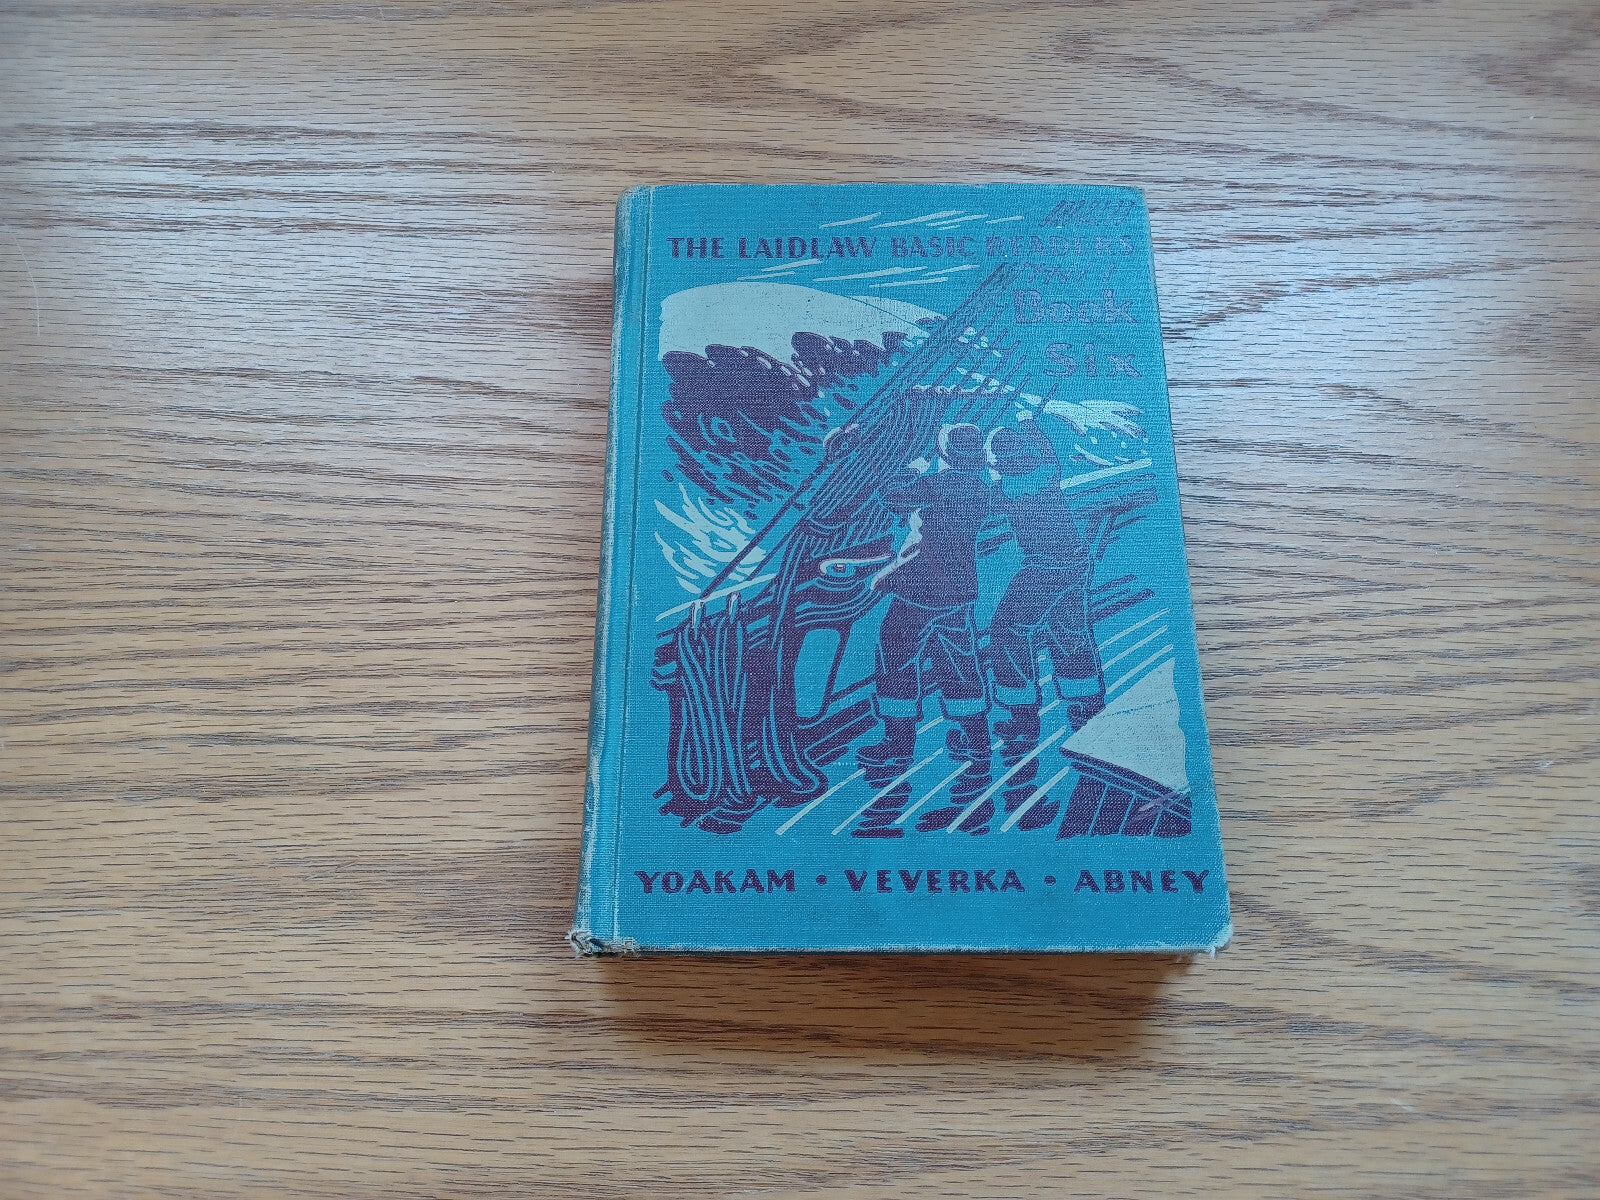 THE LAIDLAW BASIC READERS
Book
Six
YOAKAM • VEVERKA • ABNEY